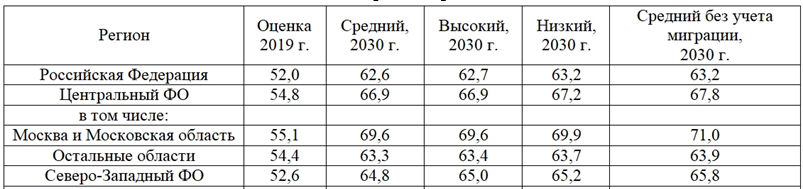 Регион Оценка 2019 г. Средний, 2030 г. Высокий, 2030 г. Низкий, 2030 г. Средний без учета миграции, 2030 г.
Российская Федерация 52,0 62,6 62,7 63,2 63,2
Центральный ФО 54,8 66,9 66,9 67,2 67,8
в том числе:
Москва и Московская область 55,1 69,6 69,6 69,9 71,0
Остальные области 54,4 63,3 63,4 63,7 63,9
Северо-Западный ФО 52,6 64,8 65,0 65,2 65,8